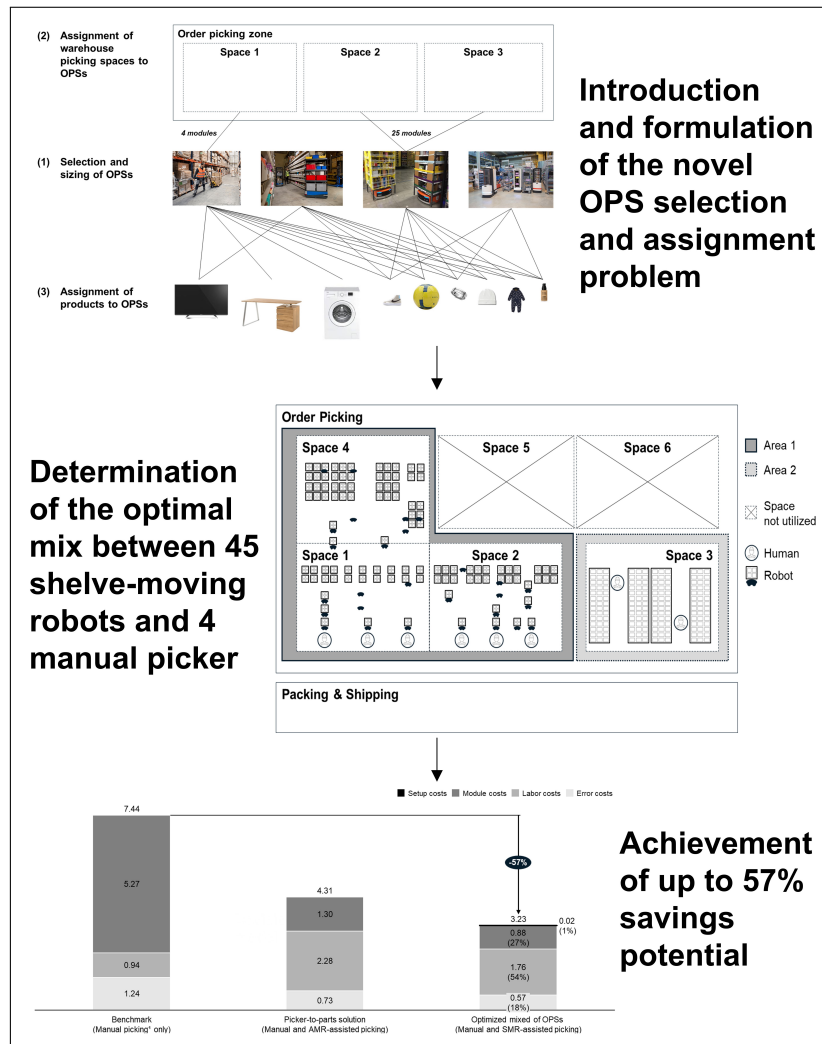 (2) Assignment of
warehouse
picking spaces to
OPSs
Order picking zone
Space 1
Space 2
Space 3
4 modules
25 modules
(1) Selection and
sizing of OPSs
(3) Assignment of
products to OPSs
Introduction
and formulation
of the novel
OPS selection
and assignment
problem
Determination
of the optimal
mix between 45
shelve-moving
robots and 4
manual picker
Order Picking
Space 4
Space 5
Space 6
Space 1
Space 2
Space 3
Area 1
Area 2
Space
not utilized
Human
Robot
Packing & Shipping
Setup costs
Module costs
Labor costs
Error costs
7.44
5.27
0.94
1.24
Benchmark
(Manual picking¹ only)
4.31
1.30
2.28
0.73
Picker-to-parts solution
(Manual and AMR-assisted picking)
-57%
3.23
0.02
(1%)
0.88
(27%)
1.76
(54%)
0.57
(18%)
Optimized mixed of OPSs
(Manual and SMR-assisted picking)
Achievement
of up to 57%
savings
potential